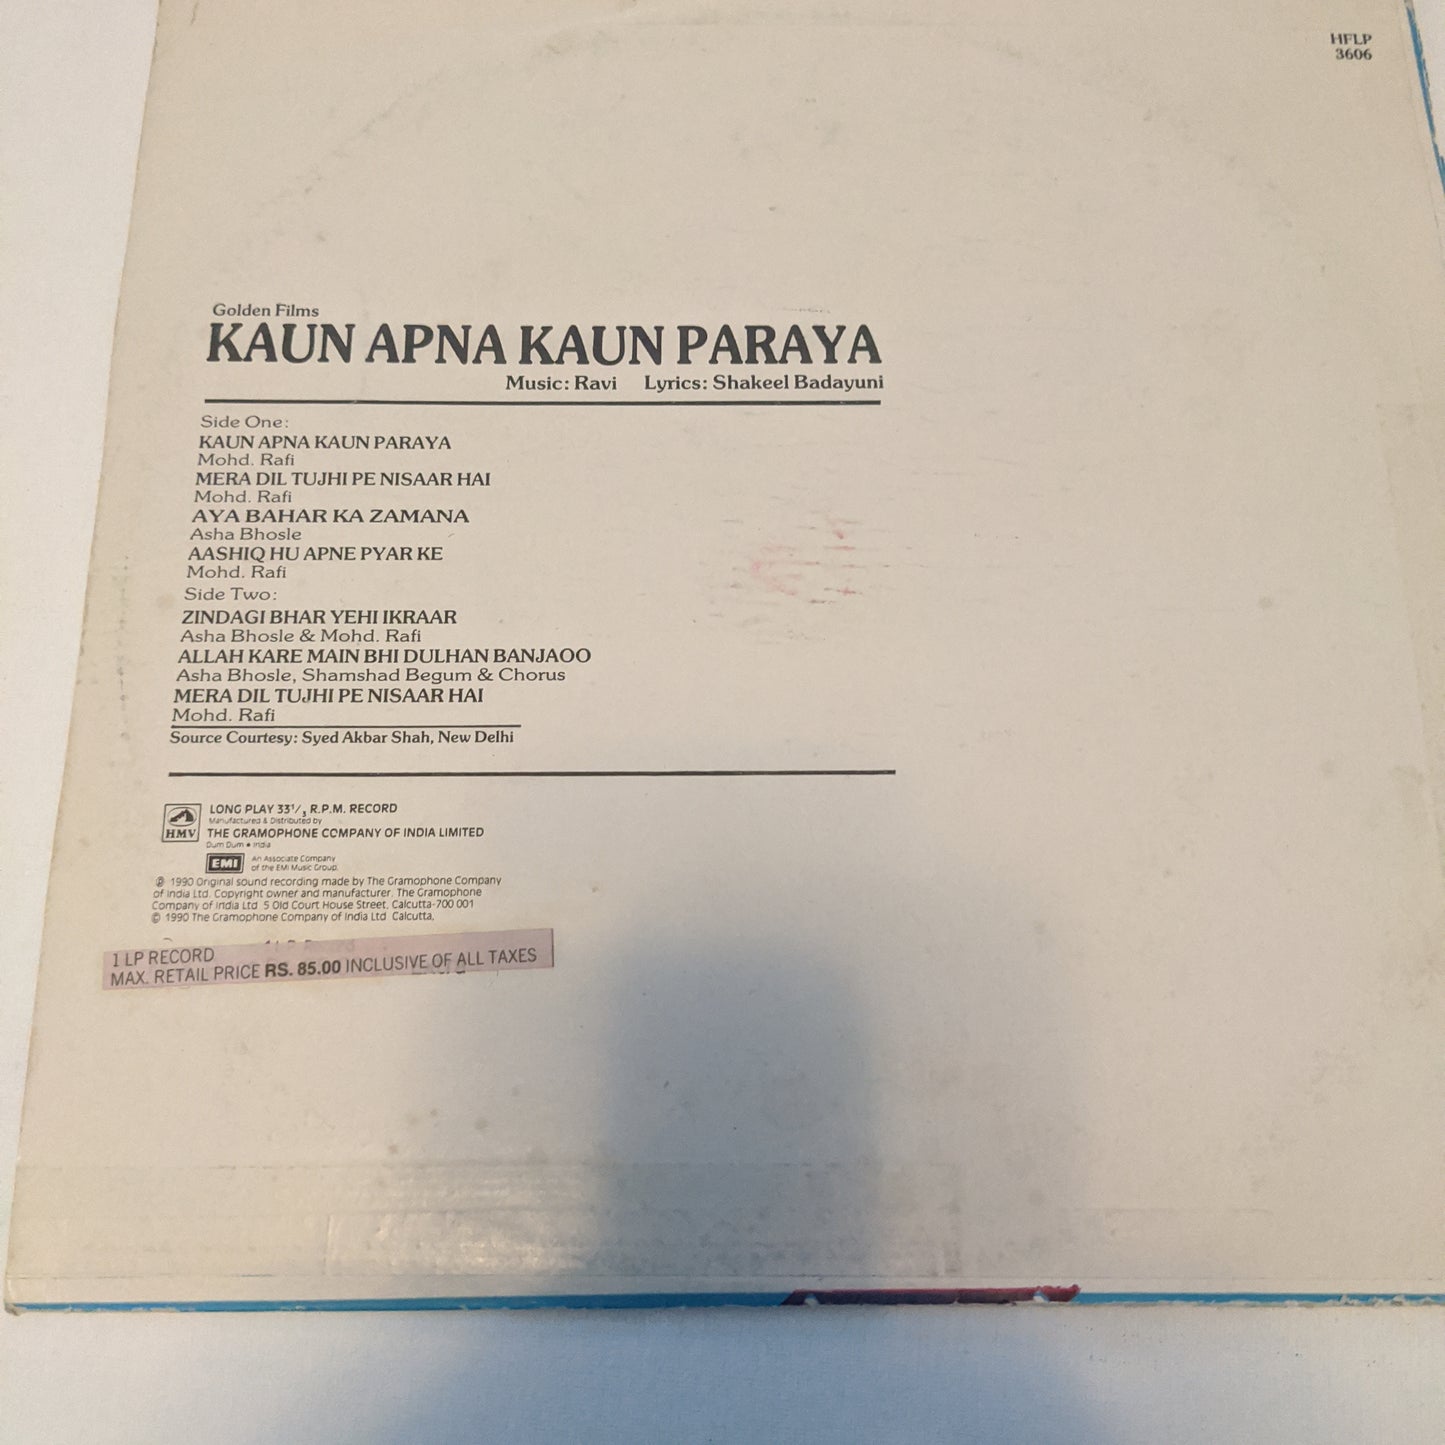 HFLP
3606
Golden Films
KAUN APNA KAUN PARAYA
Music: Ravi Lyrics: Shakeel Badayuni
Side One:
KAUN APNA KAUN PARAYA
Mohd. Rafi
MERA DIL TUJHI PE NISAAR HAI
Mohd. Rafi
AYA BAHAR KA ZAMANA
Asha Bhosle
AASHIQ HU APNE PYAR KE
Mohd. Rafi
Side Two:
ZINDAGI BHAR YEHI IKRAAR
Asha Bhosle & Mohd. Rafi
ALLAH KARE MAIN BHI DULHAN BANJAOO
Asha Bhosle, Shamshad Begum & Chorus
MERA DIL TUJHI PE NISAAR HAI
Mohd. Rafi
Source Courtesy: Syed Akbar Shah, New Delhi
LONG PLAY 33 1/3 R.P.M. RECORD
Manufactured & Distributed by
HMV THE GRAMOPHONE COMPANY OF INDIA LIMITED
Dum Dum • India
EMI An Associate Company
of the EMI Music Group.
℗ 1990 Original sound recording made by The Gramophone Company
of India Ltd. Copyright owner and manufacturer. The Gramophone
Company of India Ltd 5 Old Court House Street, Calcutta-700 001
© 1990 The Gramophone Company of India Ltd Calcutta,
1 LP RECORD
MAX. RETAIL PRICE RS. 85.00 INCLUSIVE OF ALL TAXES